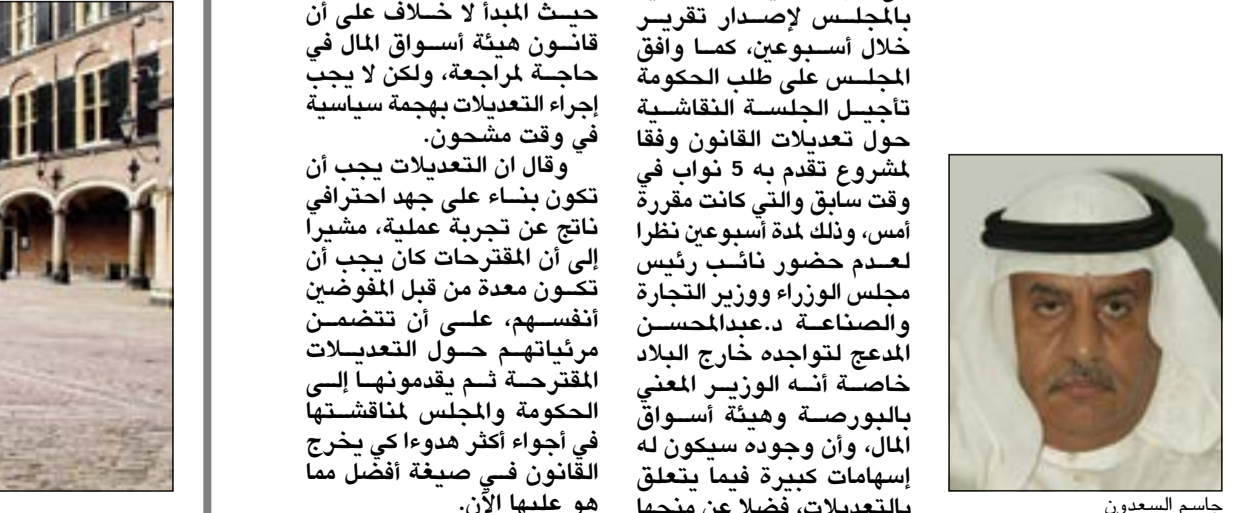 بالمجلس لإصدار تقرير
خلال أسبوعين، كما وافق
المجلس على طلب الحكومة
تأجيل الجلسة النقاشية
حول تعديلات القانون وفقا
لمشروع تقدم به 5 نواب في
وقت سابق والتي كانت مقررة
أمس، وذلك لمدة أسبوعين نظرا
لعدم حضور نائب رئيس
مجلس الوزراء ووزير التجارة
والصناعة د.عبدالمحسن
المدعج لتواجده خارج البلاد
خاصة أنه الوزير المعني
بالبورصة وهيئة أسواق
المال، وأن وجوده سيكون له
إسهامات كبيرة فيما يتعلق
بالتعديلات، فضلا عن منحها
حيث المبدأ لا خلاف على أن
قانون هيئة أسواق المال في
حاجة لمراجعة، ولكن لا يجب
إجراء التعديلات بهجمة سياسية
في وقت مشحون.
وقال ان التعديلات يجب أن
تكون بناء على جهد احترافي
ناتج عن تجربة عملية، مشيرا
إلى أن المقترحات كان يجب أن
تكون معدة من قبل المفوضين
أنفسهم، على أن تتضمن
مرئياتهم حول التعديلات
المقترحة ثم يقدمونها إلى
الحكومة والمجلس لمناقشتها
في أجواء أكثر هدوءا كي يخرج
القانون في صيغة أفضل مما
هو عليها الآن.
جاسم السعدون